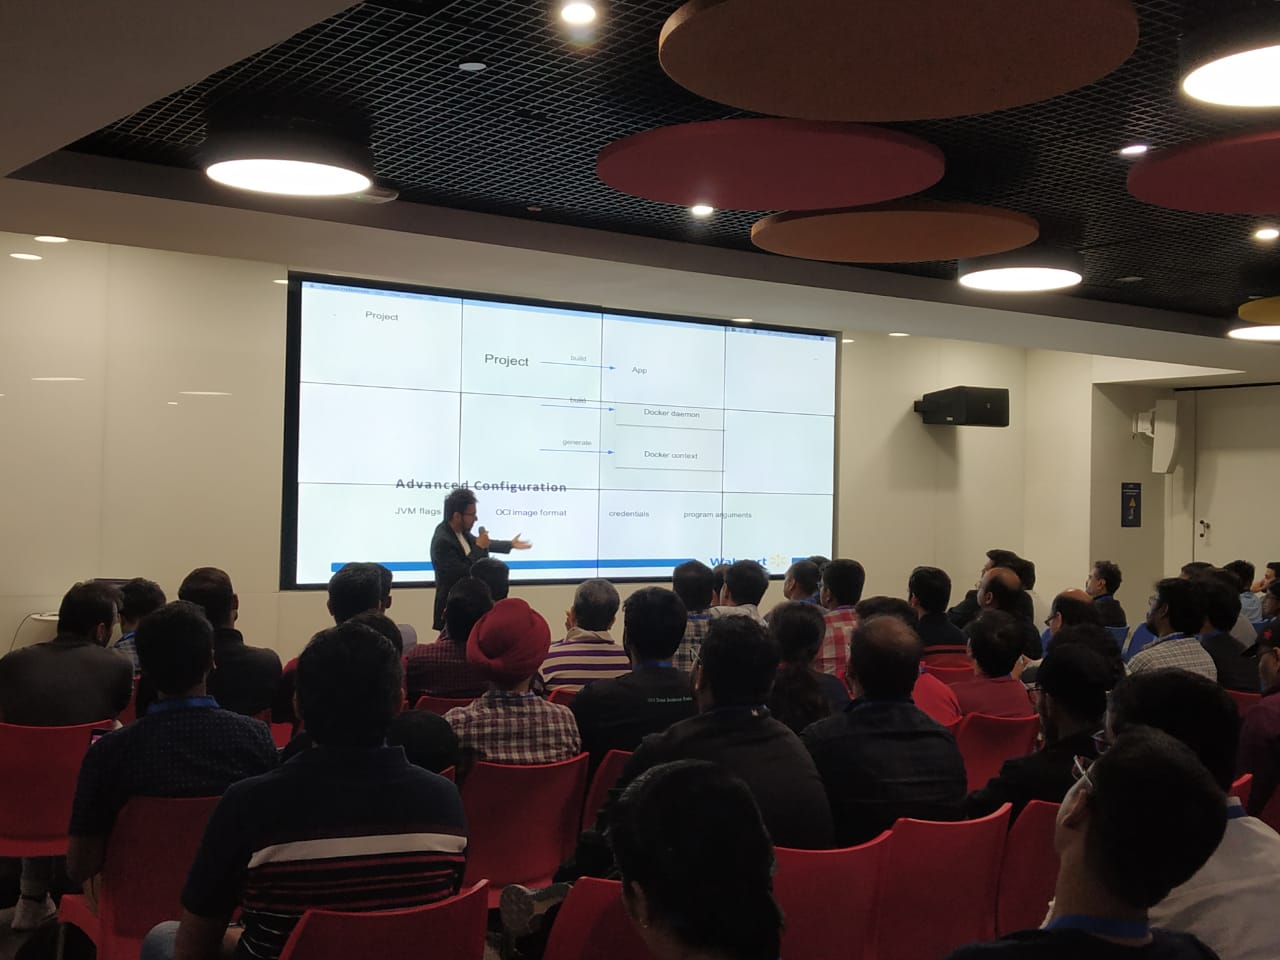 Project
Project
build
App
build
Docker daemon
generate
Docker context
Advanced Configuration
JVM flags
OCI image format
credentials
program arguments
Walmart